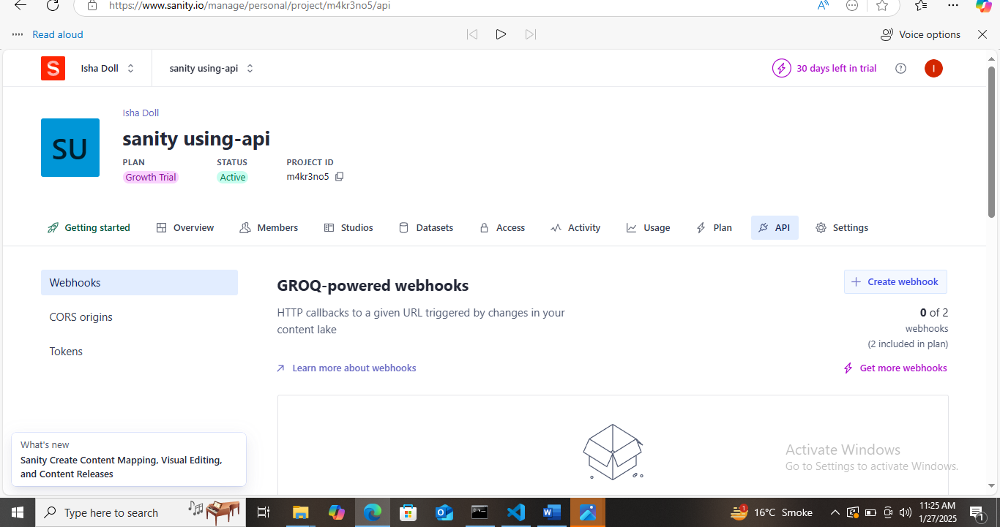 https://www.sanity.io/manage/personal/project/m4kr3no5/api
Read aloud
Voice options
S
Isha Doll
sanity using-api
30 days left in trial
I
SU
Isha Doll
sanity using-api
PLAN STATUS PROJECT ID
Growth Trial Active m4kr3no5
Getting started Overview Members Studios Datasets Access Activity Usage Plan API Settings
Webhooks
CORS origins
Tokens
GROQ-powered webhooks
HTTP callbacks to a given URL triggered by changes in your
content lake
Learn more about webhooks
Create webhook
0 of 2
webhooks
(2 included in plan)
Get more webhooks
What's new
Sanity Create Content Mapping, Visual Editing,
and Content Releases
Activate Windows
Go to Settings to activate Windows.
Type here to search
1
16°C Smoke
11:25 AM
1/27/2025
1